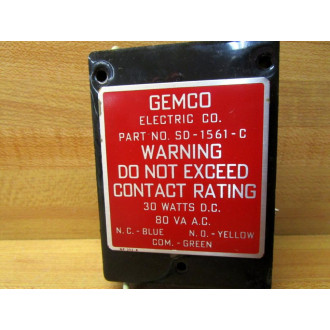 GEMCO
ELECTRIC CO.
PART NO. SD-1561-C
WARNING
DO NOT EXCEED
CONTACT RATING
30 WATTS D.C.
80 VA A.C.
N.C.-BLUE N.O.-YELLOW
COM.-GREEN